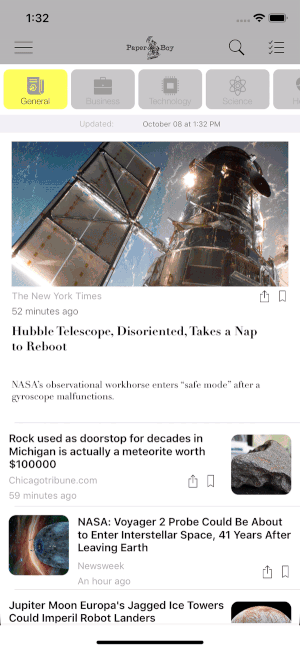 1:32
Paper Boy
General
Business
Technology
Science
Updated:
October 08 at 1:32 PM
The New York Times
52 minutes ago
Hubble Telescope, Disoriented, Takes a Nap
to Reboot
NASA's observational workhorse enters “safe mode” after a
gyroscope malfunctions.
Rock used as doorstop for decades in
Michigan is actually a meteorite worth
$100000
Chicagotribune.com
59 minutes ago
NASA: Voyager 2 Probe Could Be About
to Enter Interstellar Space, 41 Years After
Leaving Earth
Newsweek
An hour ago
Jupiter Moon Europa's Jagged Ice Towers
Could Imperil Robot Landers